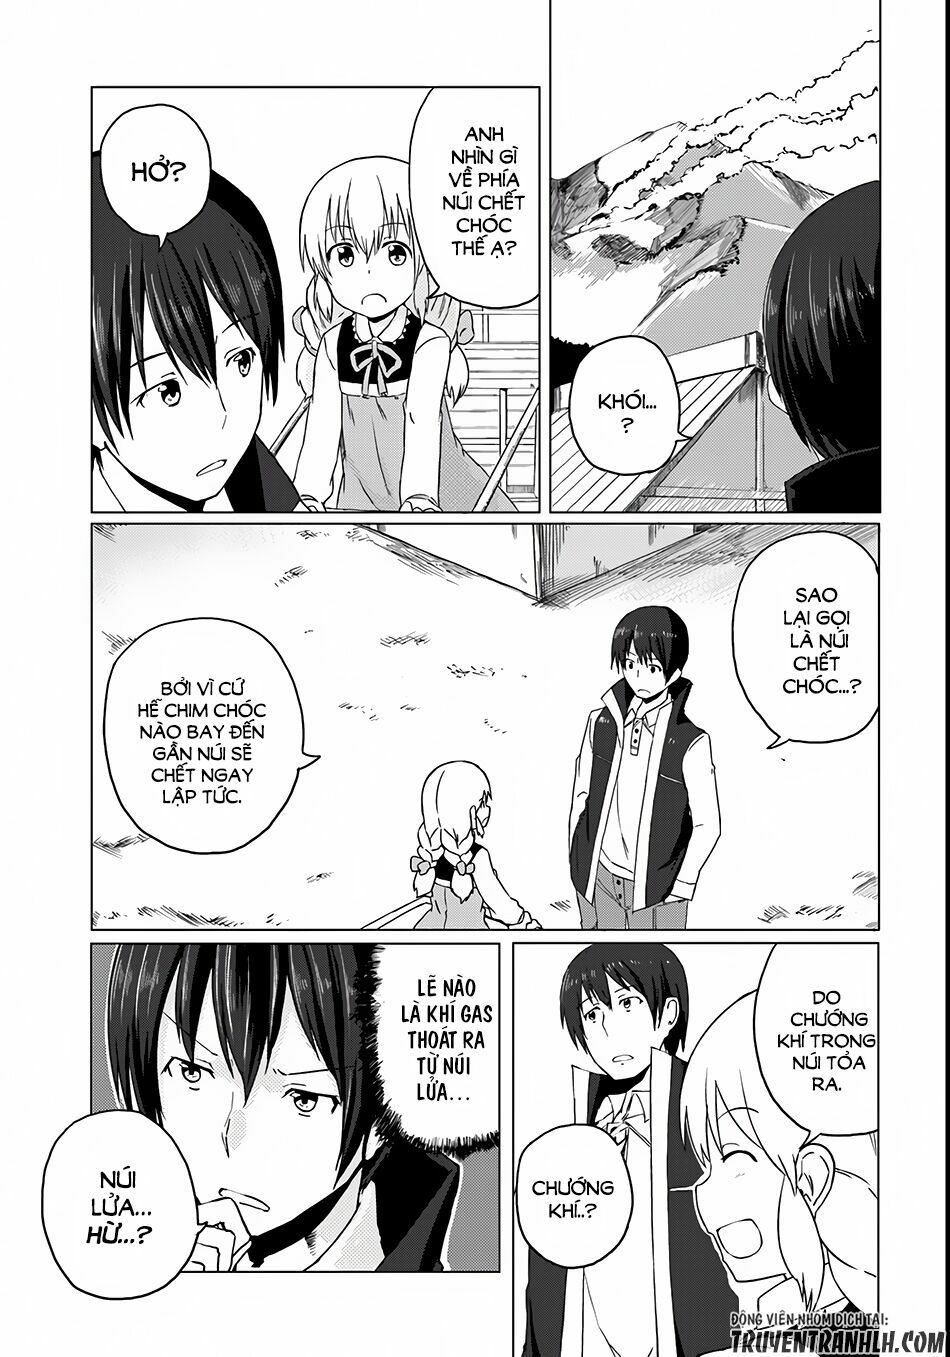 KHÓI...
?
ANH
NHÌN GÌ
VỀ PHÍA
NÚI CHẾT
CHÓC
THẾ Ạ?
HỞ?
SAO
LẠI GỌI
LÀ NÚI
CHẾT
CHÓC...?
BỞI VÌ CỨ
HỄ CHIM CHÓC
NÀO BAY ĐẾN
GẦN NÚI SẼ
CHẾT NGAY
LẬP TỨC.
DO
CHƯỚNG
KHÍ TRONG
NÚI TỎA
RA.
CHƯỚNG
KHÍ..?
LẼ NÀO
LÀ KHÍ GAS
THOÁT RA
TỪ NÚI
LỬA...
NÚI
LỬA...
HỪ...?
ĐỘNG VIÊN NHÓM DỊCH TẠI:
TRUYENTRANHLH.COM